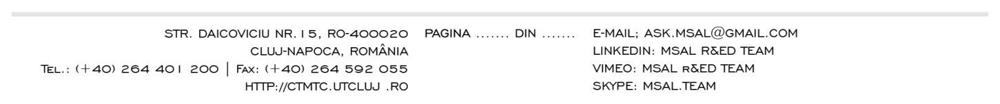 STR. DAICOVICIU NR.15, RO-400020
CLUJ-NAPOCA, ROMÂNIA
TEL.: (+40) 264 401 200 | FAX: (+40) 264 592 055
HTTP://CTMTC.UTCLUJ .RO
PAGINA ....... DIN .......
E-MAIL; ASK.MSAL@GMAIL.COM
LINKEDIN: MSAL R&ED TEAM
VIMEO: MSAL R&ED TEAM
SKYPE: MSAL.TEAM